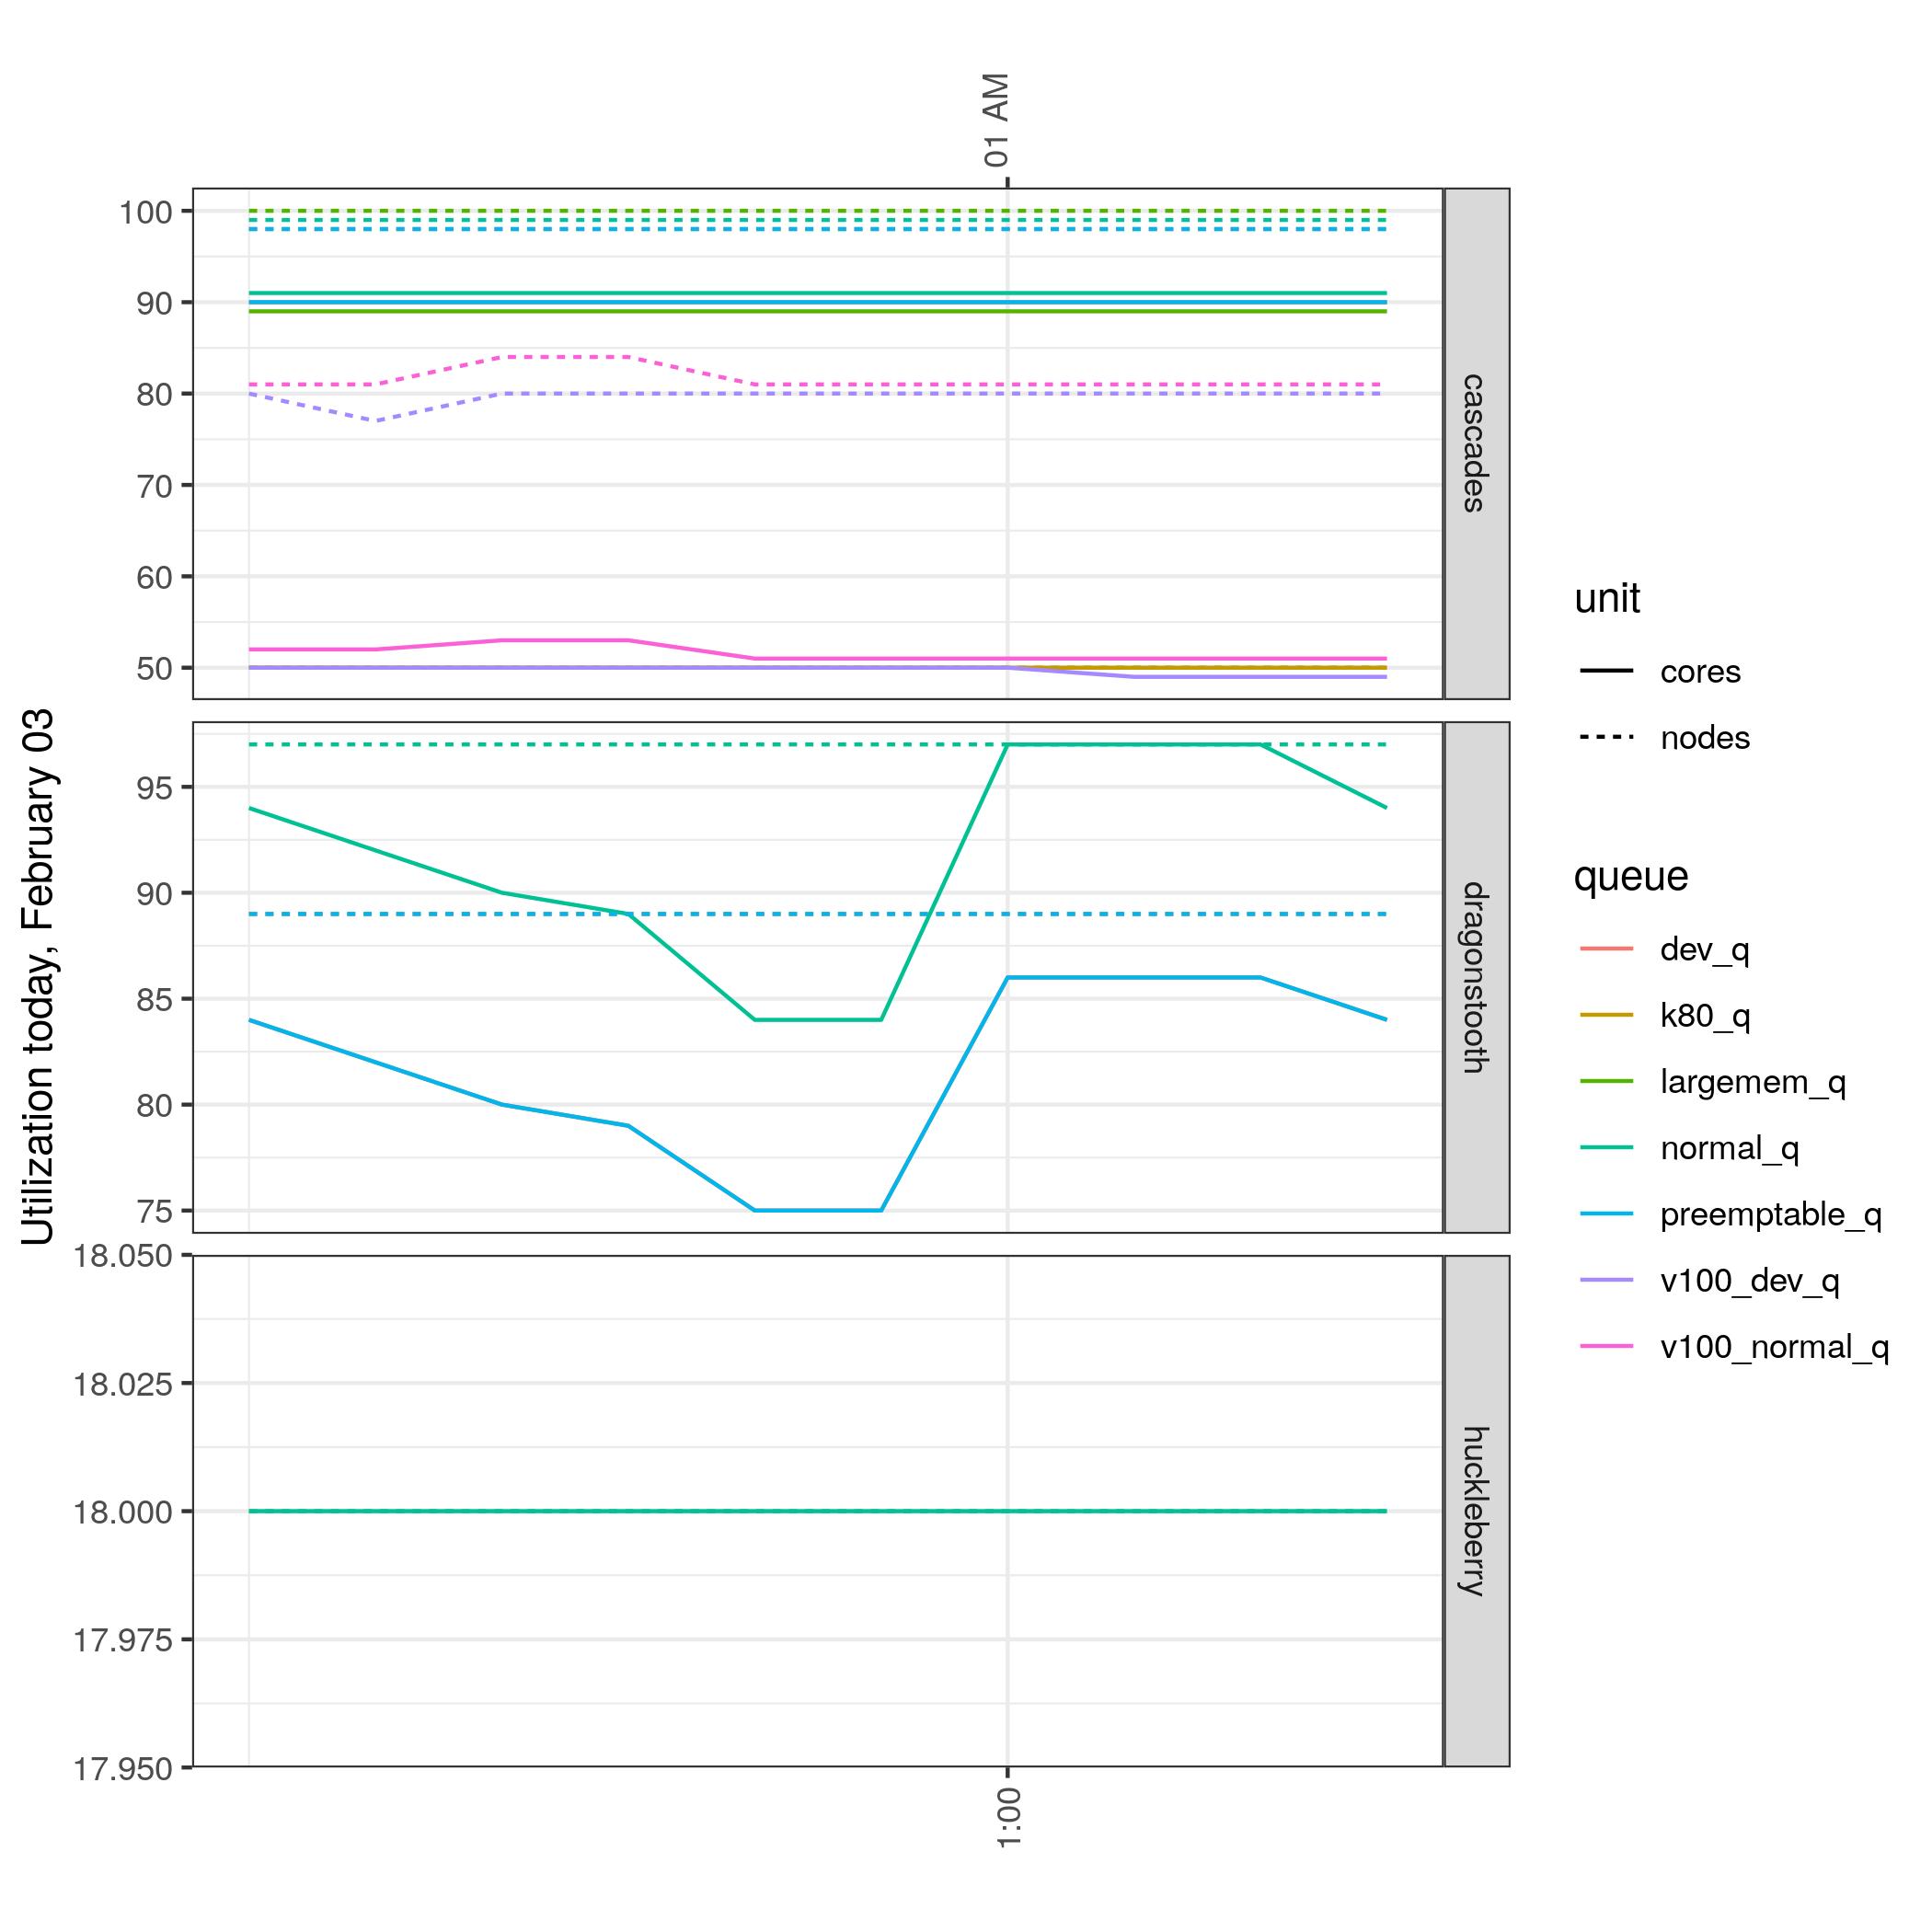 01 AM
100
90
80
70
60
50
cascades
95
90
85
80
75
dragonstooth
18.050
18.025
18.000
17.975
17.950
huckleberry
1:00
Utilization today, February 03
unit
cores
nodes
queue
dev_q
k80_q
largemem_q
normal_q
preemptable_q
v100_dev_q
v100_normal_q